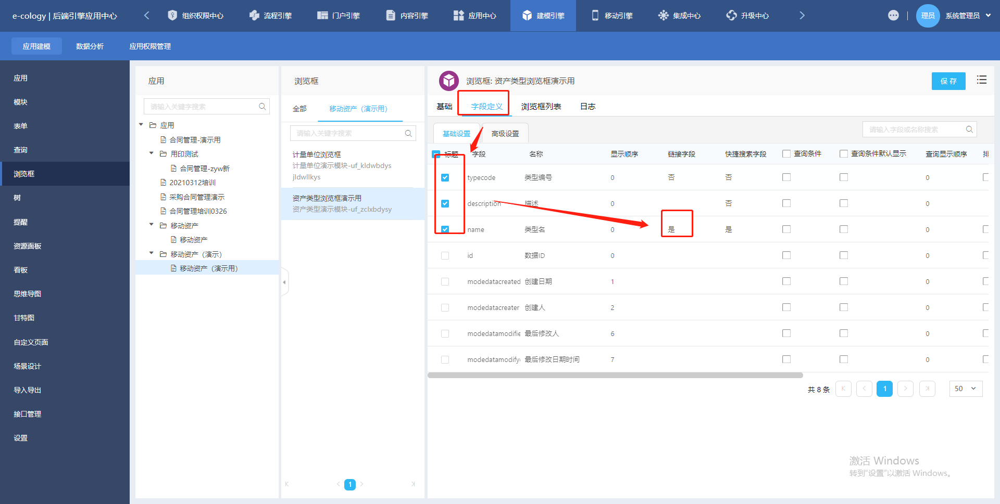 e-cology | 后端引擎应用中心
组织权限中心
流程引擎
门户引擎
内容引擎
应用中心
建模引擎
移动引擎
集成中心
升级中心
理员
系统管理员
应用建模
数据分析
应用权限管理
应用
模块
表单
查询
浏览框
树
提醒
资源面板
看板
思维导图
甘特图
自定义页面
场景设计
导入导出
接口管理
设置
应用
请输入关键字搜索
应用
合同管理-演示用
用印测试
合同管理-zyw新
20210312培训
采购合同管理演示
合同管理培训0326
移动资产
移动资产
移动资产（演示）
移动资产（演示用）
浏览框
全部
移动资产（演示用）
请输入关键字搜索
计量单位浏览框
计量单位演示模块-uf_kldwbdys
jldwllkys
资产类型浏览框演示用
资产类型演示模块-uf_zclxbdysy
1
浏览框: 资产类型浏览框演示用
保 存
基础
字段定义
浏览框列表
日志
基础设置
高级设置
请输入字段或名称搜索
标题 字段 名称 显示顺序 链接字段 快捷搜索字段 查询条件 查询条件默认显示 查询显示顺序 排
typecode 类型编号 0 否 否 0
description 描述 0 否 0
name 类型名 0 是 是 0
id 数据ID 0 0
modedatacreated 创建日期 1 0
modedatacreater 创建人 2 0
modedatamodifie 最后修改人 6 0
modedatamodify 最后修改日期时间 7 0
共 8 条
1
50
激活 Windows
转到"设置"以激活 Windows。